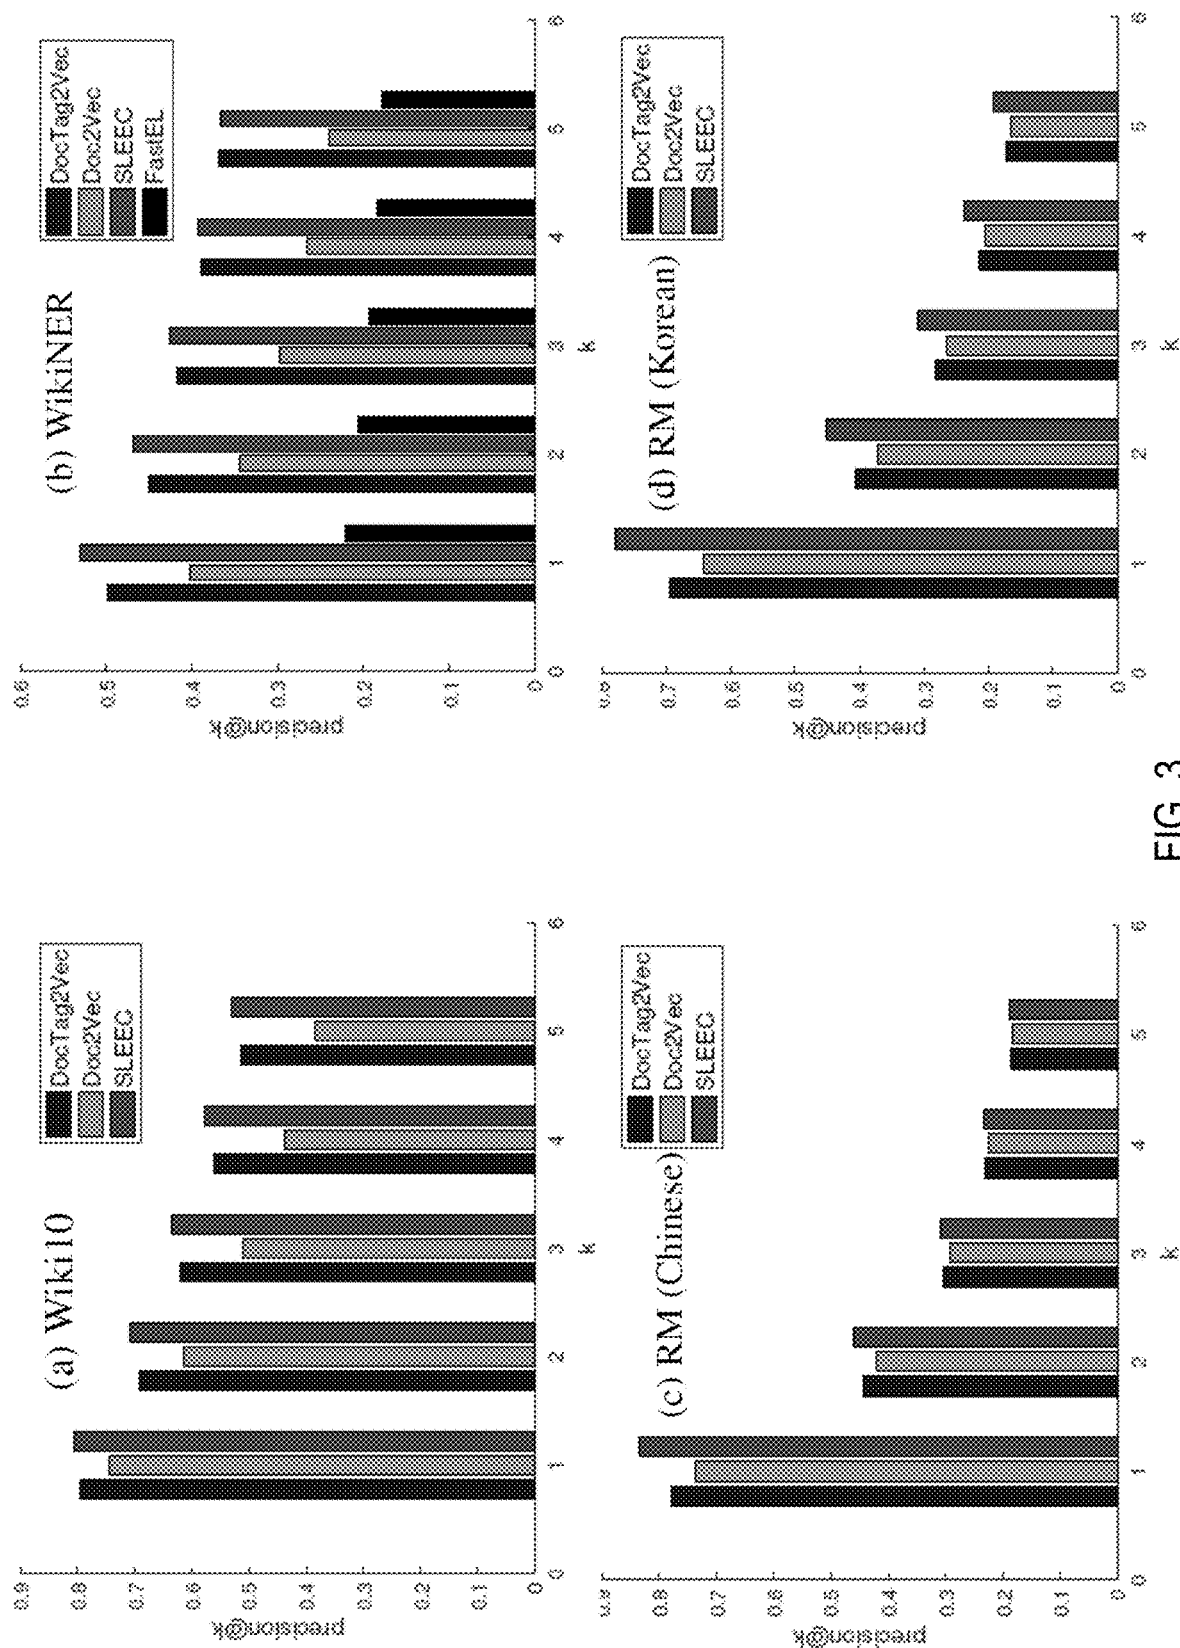 (a) Wiki10
DocTag2Vec
Doc2Vec
SLEEC
precision@k
0.9
0.8
0.7
0.6
0.5
0.4
0.3
0.2
0.1
0
0 1 2 3 4 5 6
k
(b) WikiNER
DocTag2Vec
Doc2Vec
SLEEC
FastEL
precision@k
0.6
0.5
0.4
0.3
0.2
0.1
0
0 1 2 3 4 5 6
k
(c) RM (Chinese)
DocTag2Vec
Doc2Vec
SLEEC
precision@k
0.9
0.8
0.7
0.6
0.5
0.4
0.3
0.2
0.1
0
0 1 2 3 4 5 6
k
(d) RM (Korean)
DocTag2Vec
Doc2Vec
SLEEC
precision@k
0.8
0.7
0.6
0.5
0.4
0.3
0.2
0.1
0
0 1 2 3 4 5 6
k
FIG. 3